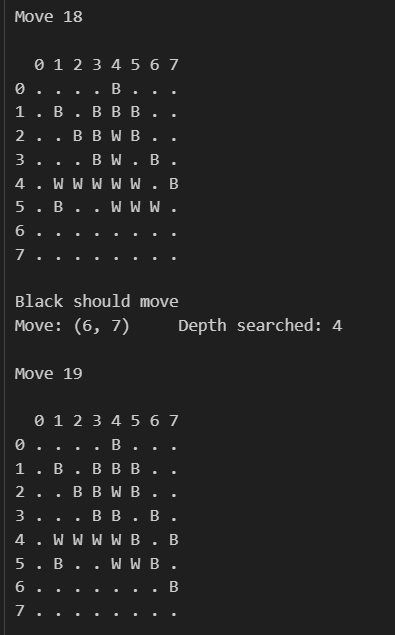 Move 18
0 1 2 3 4 5 6 7
0 . . . . B . . .
1 . B . B B B . .
2 . . B B W B . .
3 . . . B W . B .
4 . W W W W W . B
5 . B . . W W W .
6 . . . . . . . .
7 . . . . . . . .
Black should move
Move: (6, 7)     Depth searched: 4
Move 19
0 1 2 3 4 5 6 7
0 . . . . B . . .
1 . B . B B B . .
2 . . B B W B . .
3 . . . B B . B .
4 . W W W W B . B
5 . B . . W W B .
6 . . . . . . . B
7 . . . . . . . .